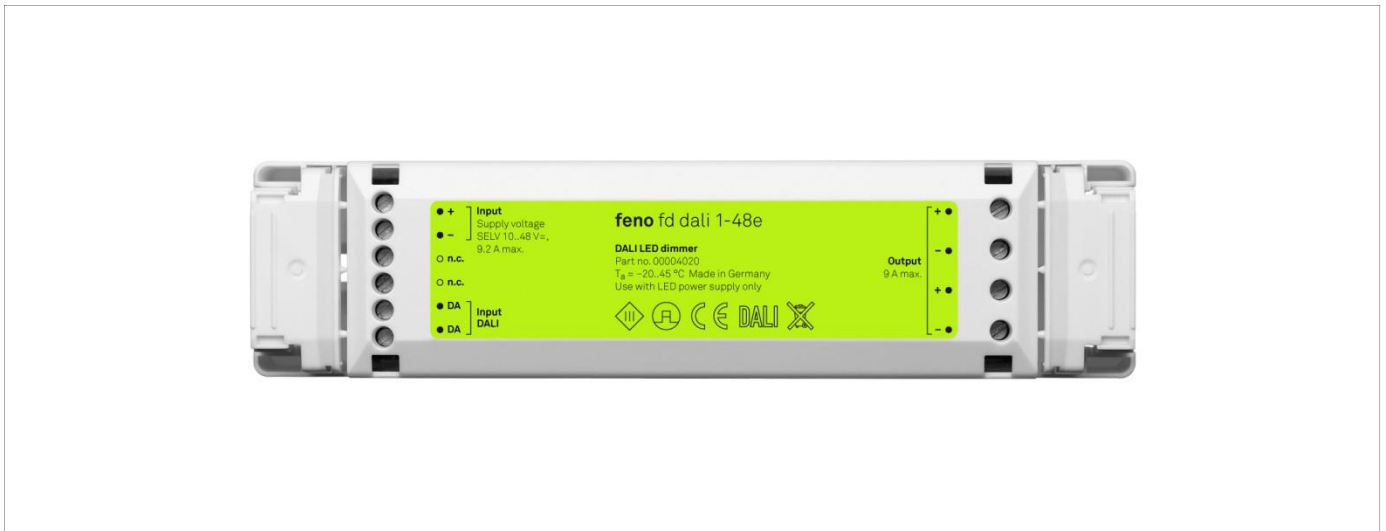 +
Input
Supply voltage
−
SELV 10..48 V=,
9.2 A max.
n.c.
n.c.
DA
Input
DALI
DA
feno fd dali 1-48e
DALI LED dimmer
Part no. 00004020
Ta = −20..45 °C Made in Germany
Use with LED power supply only
III
CE DALI
+
−
Output
9 A max.
+
−